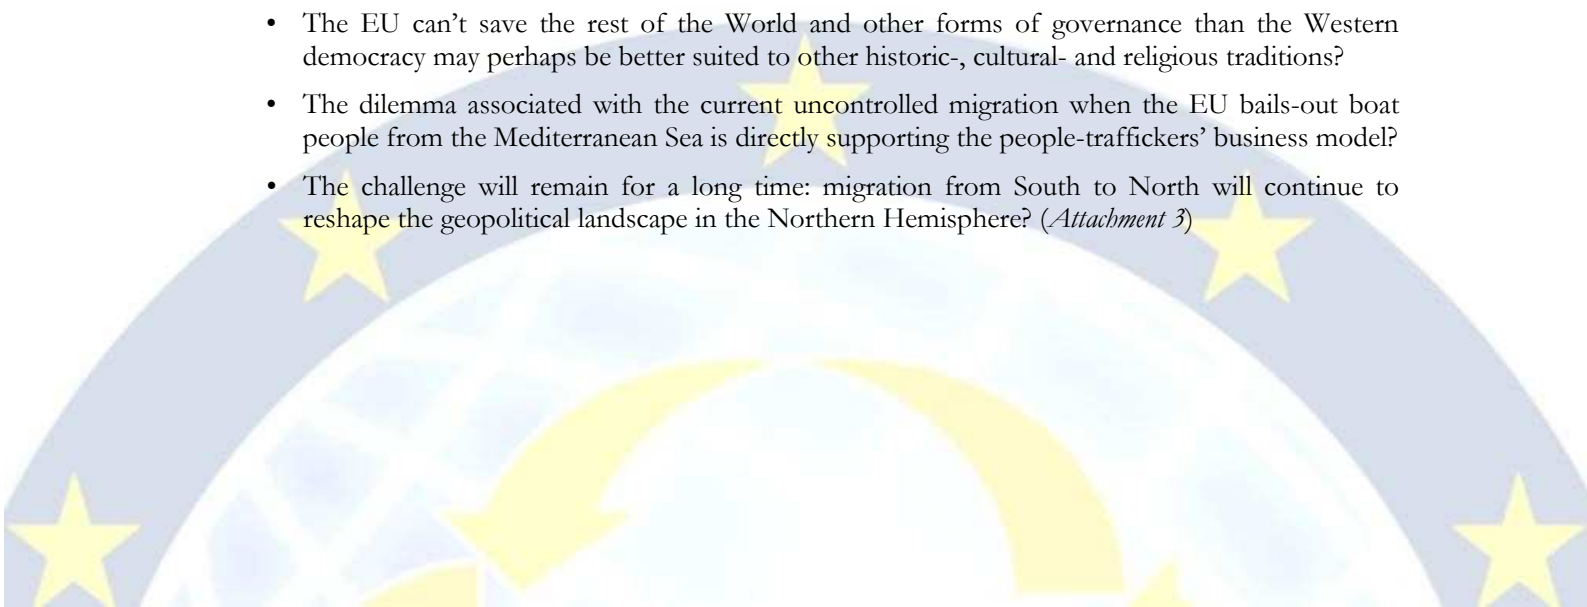 • The EU can’t save the rest of the World and other forms of governance than the Western
democracy may perhaps be better suited to other historic-, cultural- and religious traditions?
• The dilemma associated with the current uncontrolled migration when the EU bails-out boat
people from the Mediterranean Sea is directly supporting the people-traffickers’ business model?
• The challenge will remain for a long time: migration from South to North will continue to
reshape the geopolitical landscape in the Northern Hemisphere? (Attachment 3)